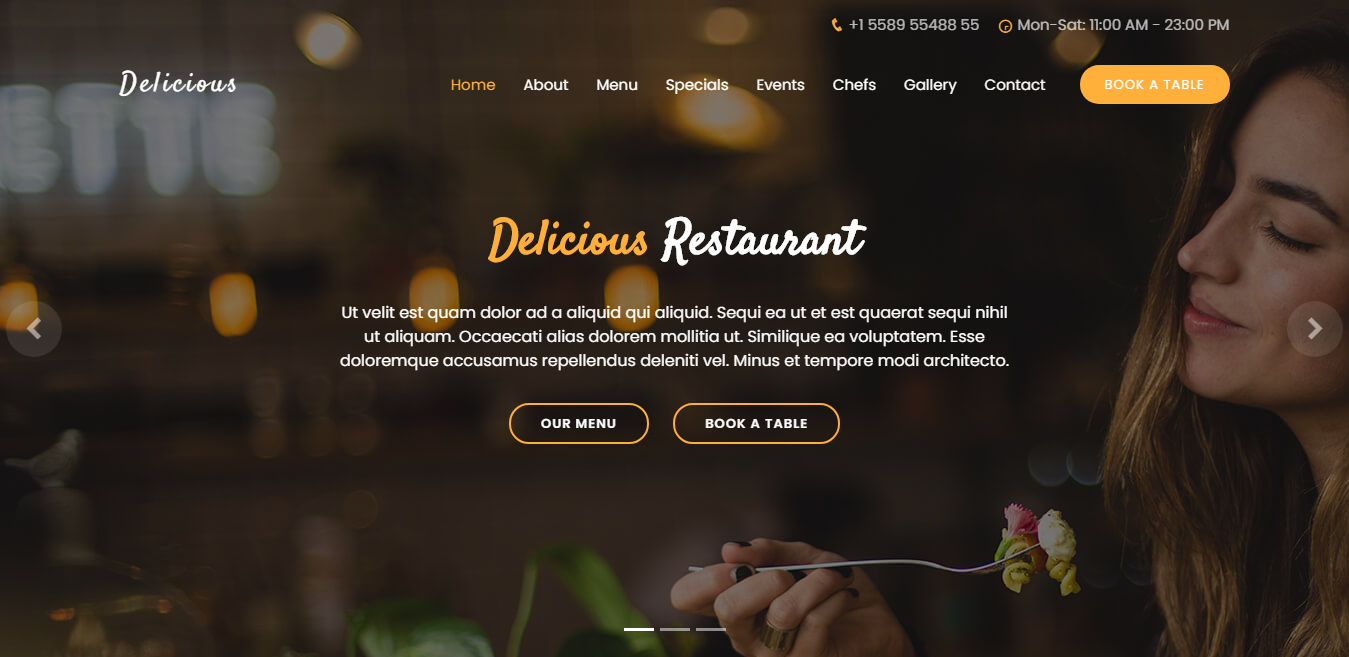 +1 5589 55488 55 Mon-Sat: 11:00 AM - 23:00 PM
Delicious
Home About Menu Specials Events Chefs Gallery Contact BOOK A TABLE
ETTE
Delicious Restaurant
Ut velit est quam dolor ad a aliquid qui aliquid. Sequi ea ut et est quaerat sequi nihil
ut aliquam. Occaecati alias dolorem mollitia ut. Similique ea voluptatem. Esse
doloremque accusamus repellendus deleniti vel. Minus et tempore modi architecto.
OUR MENU BOOK A TABLE